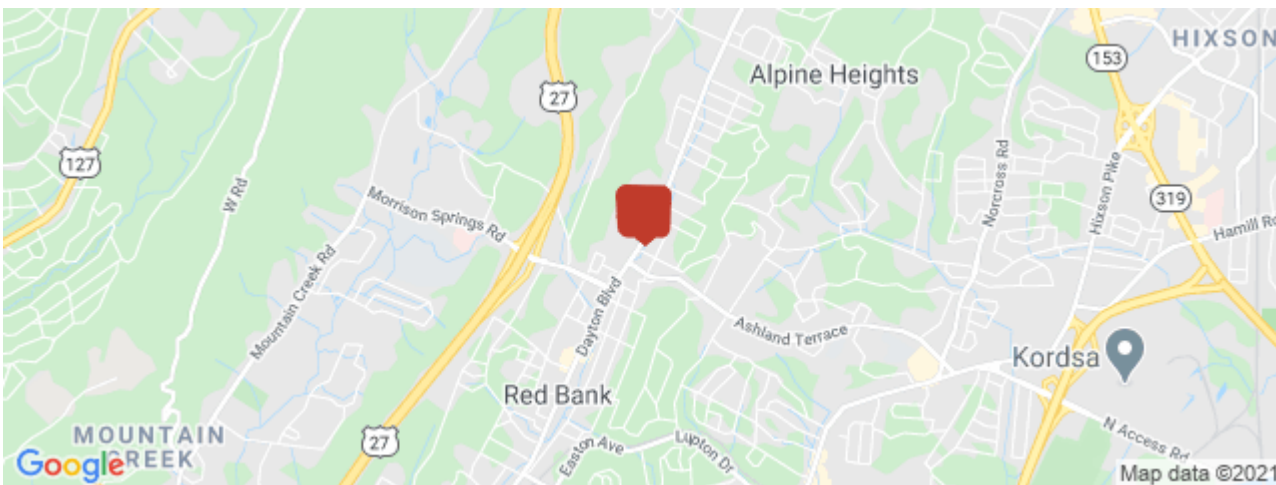 HIXSON
153
Alpine Heights
27
127
W Rd
Norcross Rd
Hixson Pike
319
Morrison Springs Rd
Hamill Rd
Mountain Creek Rd
Dayton Blvd
Ashland Terrace
Kordsa
Red Bank
MOUNTAIN
CREEK
27
Easton Ave
Lupton Dr
N Access Rd
Google
Map data ©2021